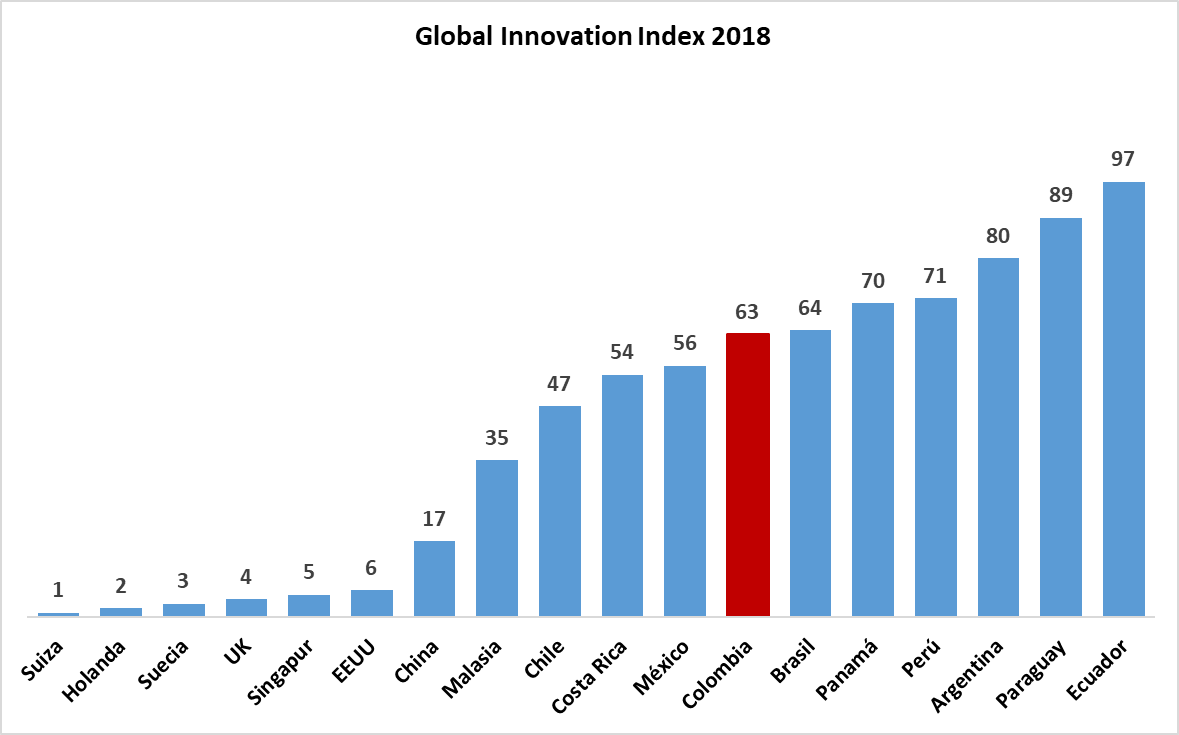 Global Innovation Index 2018
1
2
3
4
5
6
17
35
47
54
56
63
64
70
71
80
89
97
Suiza
Holanda
Suecia
UK
Singapur
EEUU
China
Malasia
Chile
Costa Rica
México
Colombia
Brasil
Panamá
Perú
Argentina
Paraguay
Ecuador